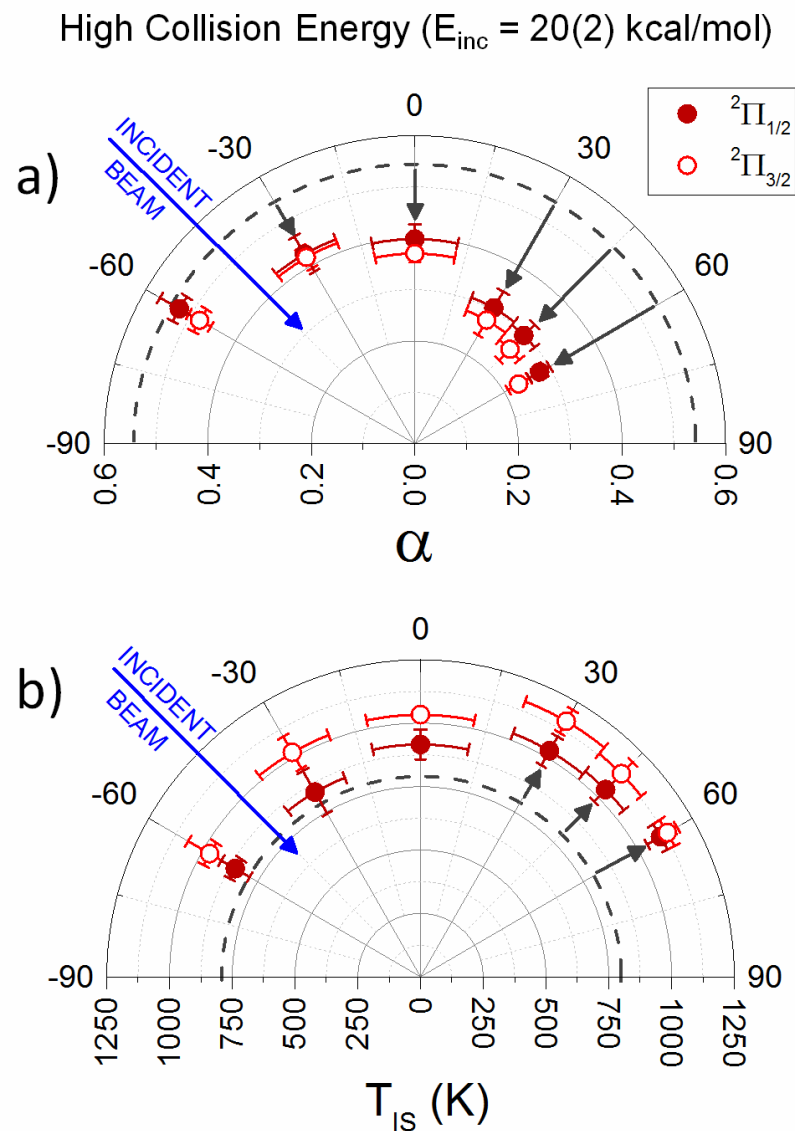 High Collision Energy (E_inc = 20(2) kcal/mol)
²Π₁/₂
²Π₃/₂
a)
INCIDENT
BEAM
-90
-60
-30
0
30
60
90
0.6
0.4
0.2
0.0
0.2
0.4
0.6
α
b)
INCIDENT
BEAM
-90
-60
-30
0
30
60
90
1250
1000
750
500
250
0
250
500
750
1000
1250
T_IS (K)